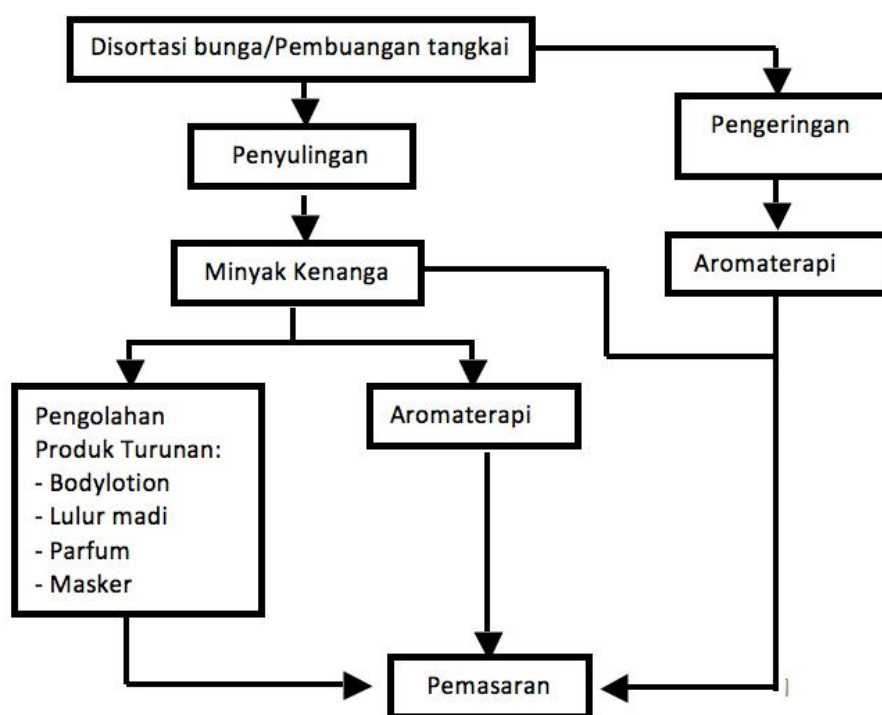 Disortasi bunga/Pembuangan tangkai
Pengeringan
Penyulingan
Minyak Kenanga
Aromaterapi
Pengolahan
Produk Turunan:
- Bodylotion
- Lulur madi
- Parfum
- Masker
Aromaterapi
Pemasaran